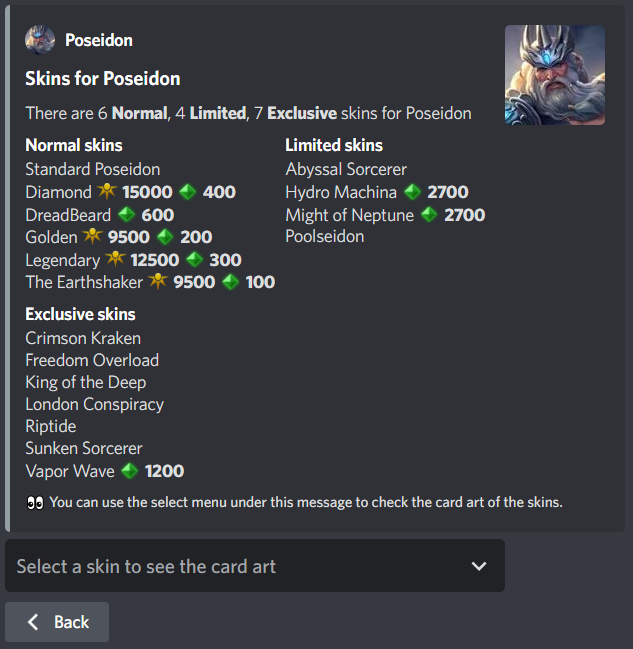 Poseidon
Skins for Poseidon
There are 6 Normal, 4 Limited, 7 Exclusive skins for Poseidon
Normal skins
Standard Poseidon
Diamond 15000 400
DreadBeard 600
Golden 9500 200
Legendary 12500 300
The Earthshaker 9500 100
Limited skins
Abyssal Sorcerer
Hydro Machina 2700
Might of Neptune 2700
Poolseidon
Exclusive skins
Crimson Kraken
Freedom Overload
King of the Deep
London Conspiracy
Riptide
Sunken Sorcerer
Vapor Wave 1200
👀 You can use the select menu under this message to check the card art of the skins.
Select a skin to see the card art
Back